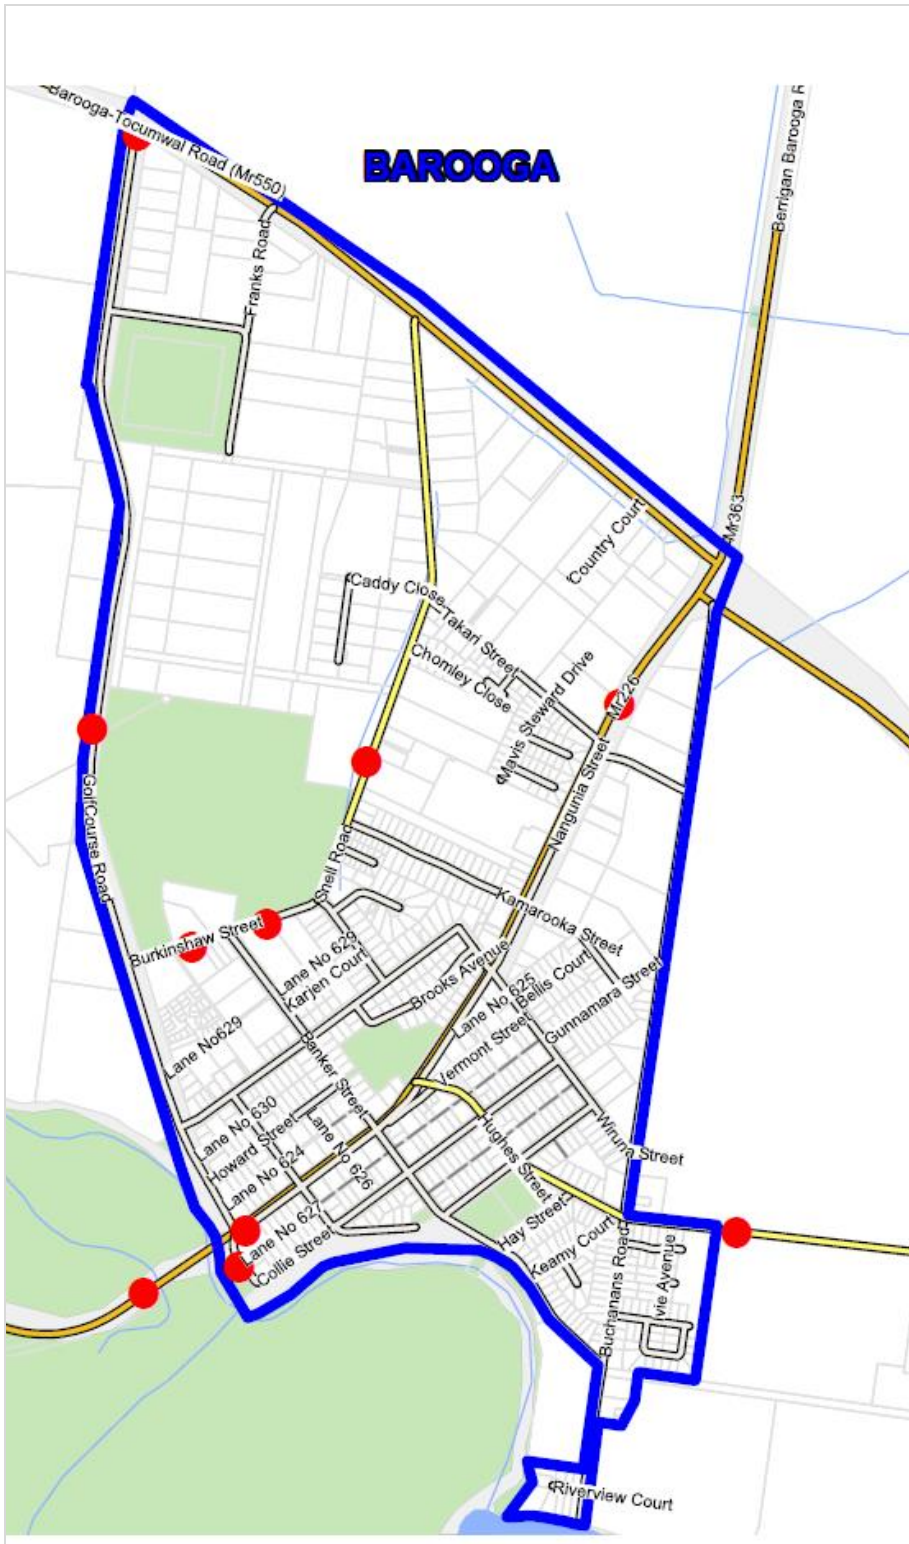 Barooga-Tocumwal Road (Mr550)
BAROOGA
Berrigan Barooga R
Franks Road
Mr363
Country Court
Caddy Close
Takari Street
Chomley Close
Mavis Steward Drive
Mr226
Nangunia Street
GolfCourse Road
Snell Road
Kamarooka Street
Burkinshaw Street
Lane No 629
Karjen Court
Brooks Avenue
Lane No 625
Bellis Court
Gunnamara Street
Lane No629
Banker Street
Vermont Street
Lane No 630
Howard Street
Lane No 624
Lane No 626
Hughes Street
Wiruna Street
Lane No 627
Collie Street
Hay Street
Keamy Court
Buchanans Road
vie Avenue
Riverview Court